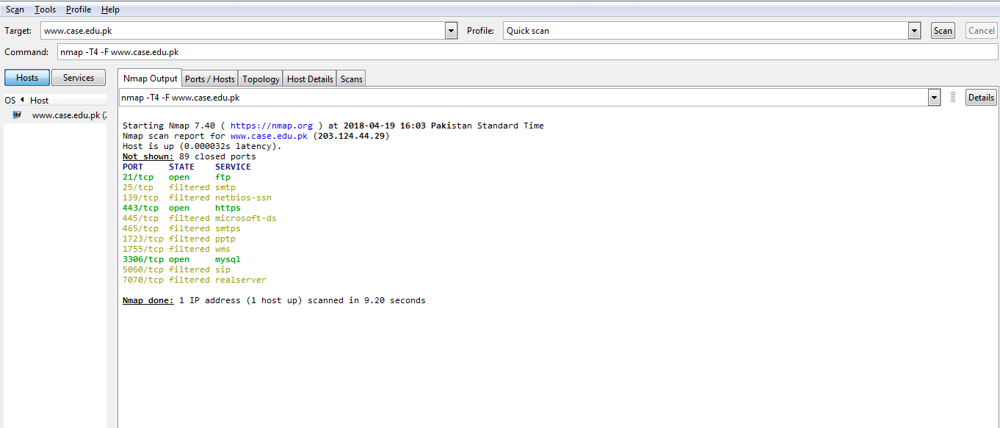 Scan Tools Profile Help
Target: www.case.edu.pk Profile: Quick scan Scan Cancel
Command: nmap -T4 -F www.case.edu.pk
Hosts Services
Nmap Output Ports / Hosts Topology Host Details Scans
OS Host
nmap -T4 -F www.case.edu.pk Details
www.case.edu.pk (
Starting Nmap 7.40 ( https://nmap.org ) at 2018-04-19 16:03 Pakistan Standard Time
Nmap scan report for www.case.edu.pk (203.124.44.29)
Host is up (0.000032s latency).
Not shown: 89 closed ports
PORT STATE SERVICE
21/tcp open ftp
25/tcp filtered smtp
139/tcp filtered netbios-ssn
443/tcp open https
445/tcp filtered microsoft-ds
465/tcp filtered smtps
1723/tcp filtered pptp
1755/tcp filtered wms
3306/tcp open mysql
5060/tcp filtered sip
7070/tcp filtered realserver
Nmap done: 1 IP address (1 host up) scanned in 9.20 seconds